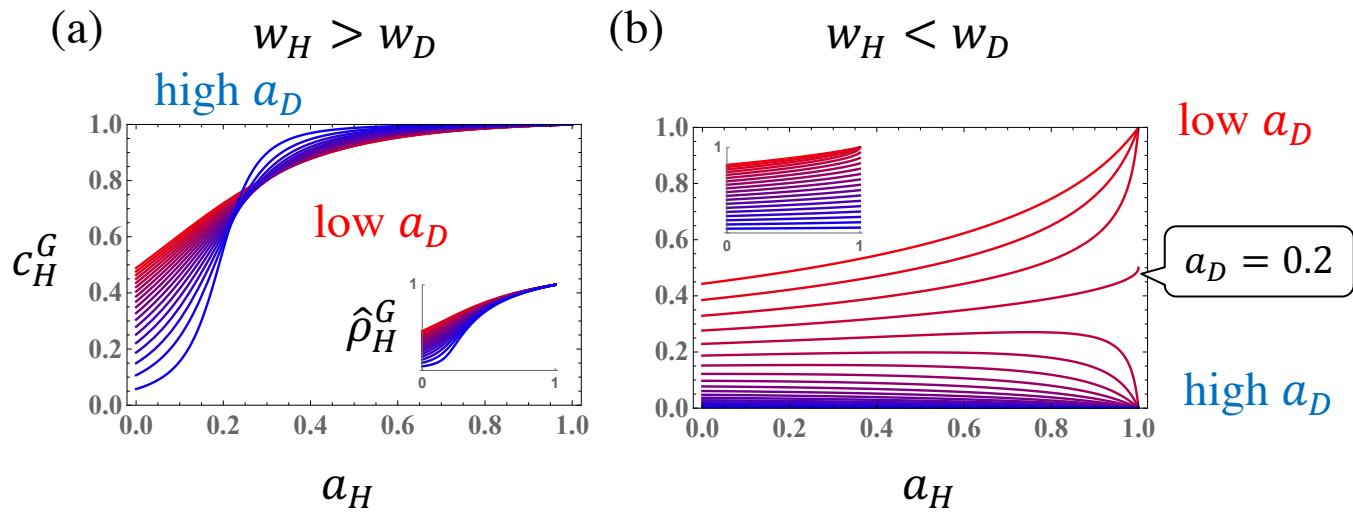 (a)
w_H > w_D
high a_D
1.0
0.8
0.6
0.4
0.2
0.0
c_H^G
low a_D
1
ρ̂_H^G
0 1
0.0 0.2 0.4 0.6 0.8 1.0
a_H
(b)
w_H < w_D
low a_D
1.0
0.8
0.6
0.4
0.2
0.0
1
0 1
a_D = 0.2
high a_D
0.0 0.2 0.4 0.6 0.8 1.0
a_H